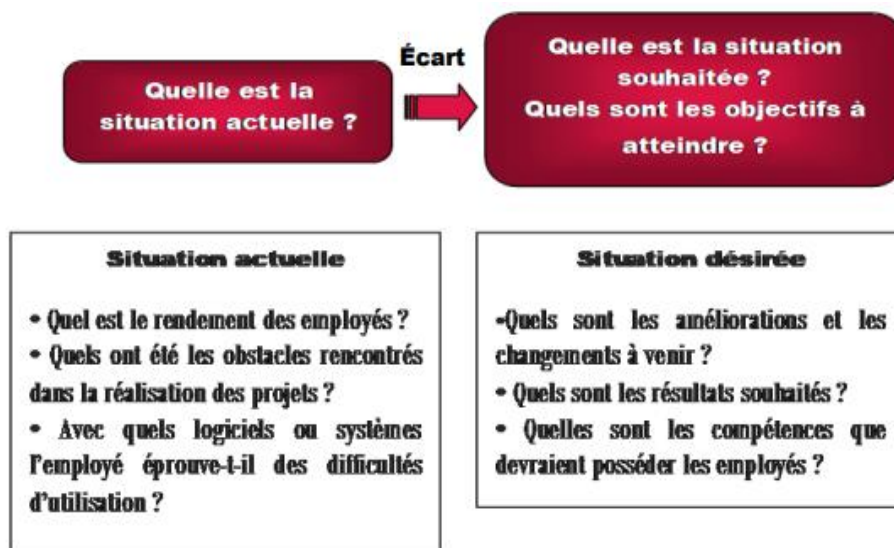 Quelle est la
situation actuelle ?
Écart
Quelle est la situation
souhaitée ?
Quels sont les objectifs à
atteindre ?
Situation actuelle
• Quel est le rendement des employés ?
• Quels ont été les obstacles rencontrés
dans la réalisation des projets ?
• Avec quels logiciels ou systèmes
l'employé éprouve-t-il des difficultés
d'utilisation ?
Situation désirée
•Quels sont les améliorations et les
changements à venir ?
• Quels sont les résultats souhaités ?
• Quelles sont les compétences que
devraient posséder les employés ?